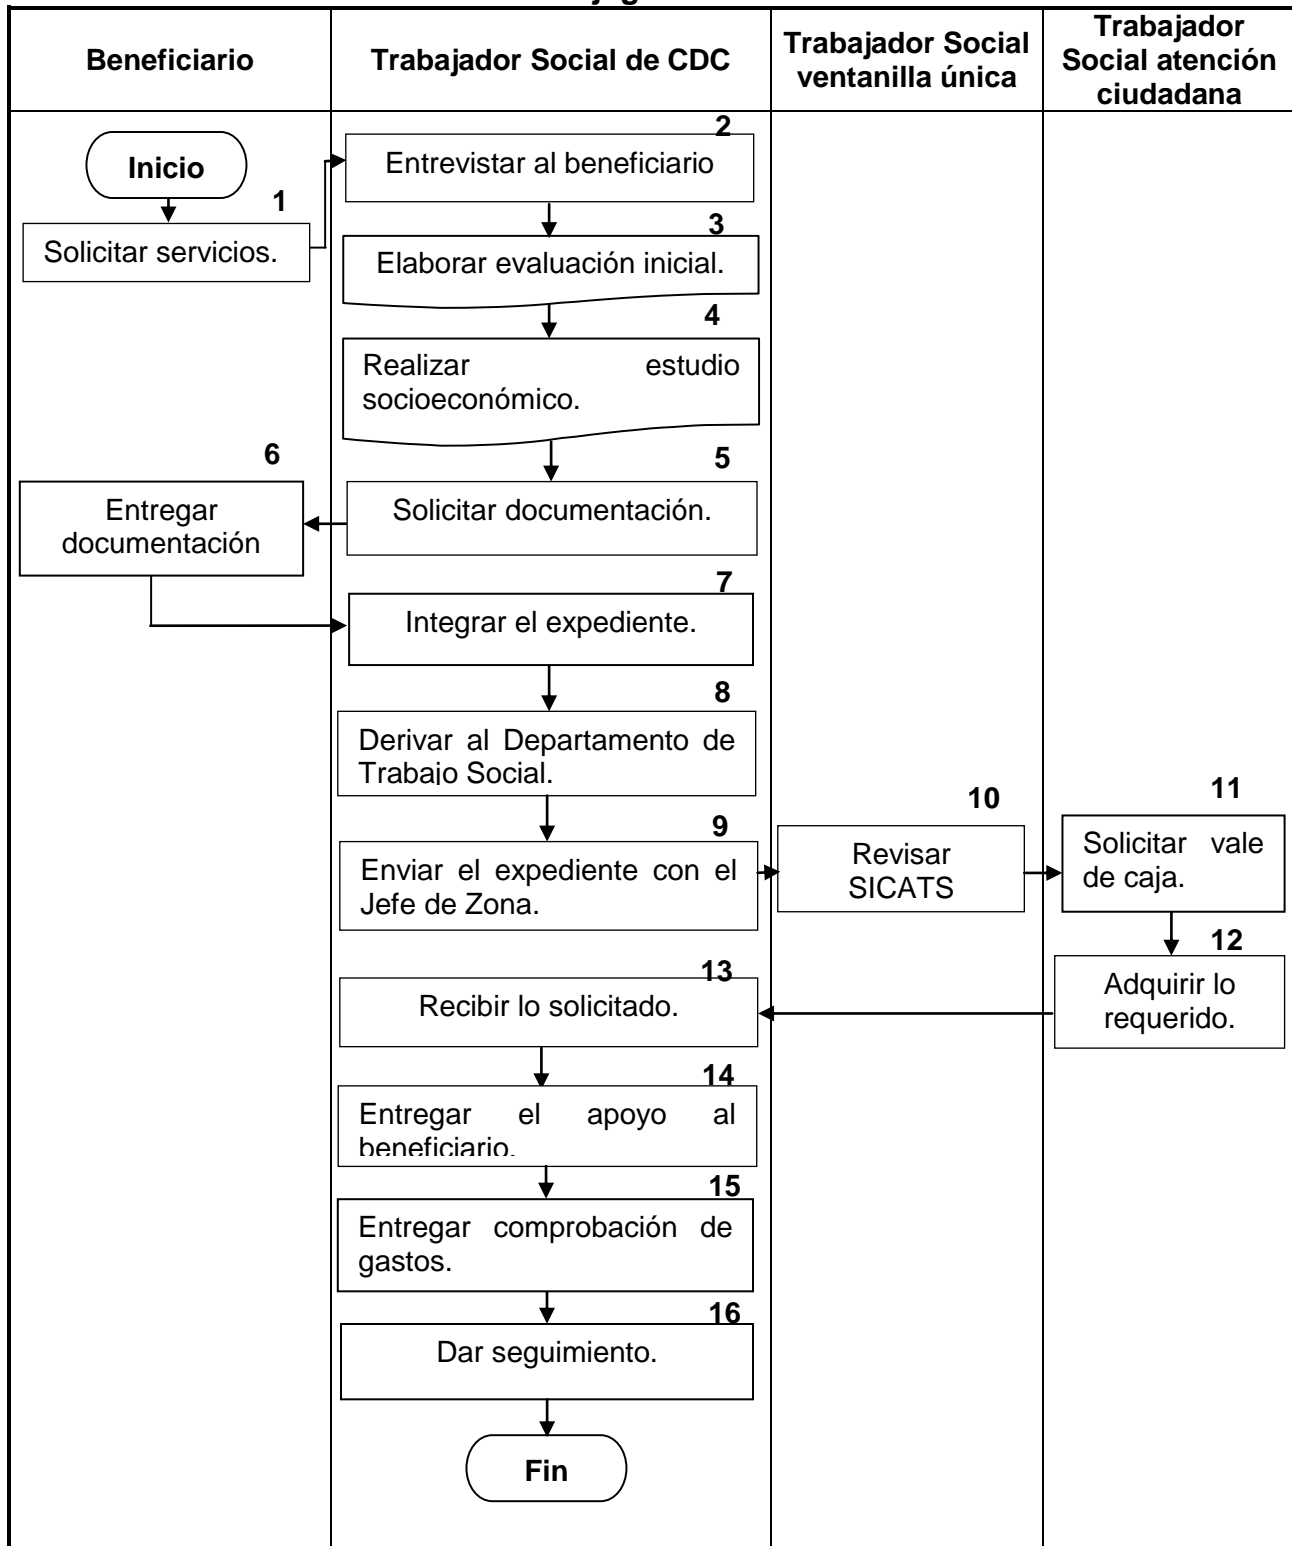 Beneficiario
Trabajador Social de CDC
Trabajador Social
ventanilla única
Trabajador
Social atención
ciudadana
Inicio
1
Solicitar servicios.
2
Entrevistar al beneficiario
3
Elaborar evaluación inicial.
4
Realizar estudio
socioeconómico.
5
Solicitar documentación.
6
Entregar
documentación
7
Integrar el expediente.
8
Derivar al Departamento de
Trabajo Social.
9
Enviar el expediente con el
Jefe de Zona.
10
Revisar
SICATS
11
Solicitar vale
de caja.
12
Adquirir lo
requerido.
13
Recibir lo solicitado.
14
Entregar el apoyo al
beneficiario.
15
Entregar comprobación de
gastos.
16
Dar seguimiento.
Fin